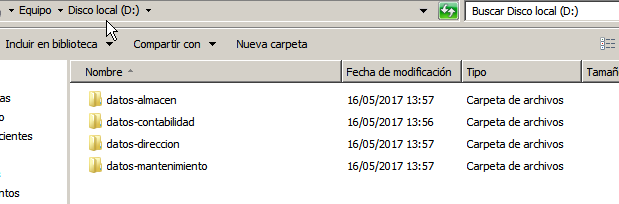 Equipo Disco local (D:) Buscar Disco local (D:)
Incluir en biblioteca Compartir con Nueva carpeta
Nombre Fecha de modificación Tipo Tamañ
datos-almacen 16/05/2017 13:57 Carpeta de archivos
datos-contabilidad 16/05/2017 13:56 Carpeta de archivos
datos-direccion 16/05/2017 13:57 Carpeta de archivos
datos-mantenimiento 16/05/2017 13:57 Carpeta de archivos
as
o
cientes
s
ntos